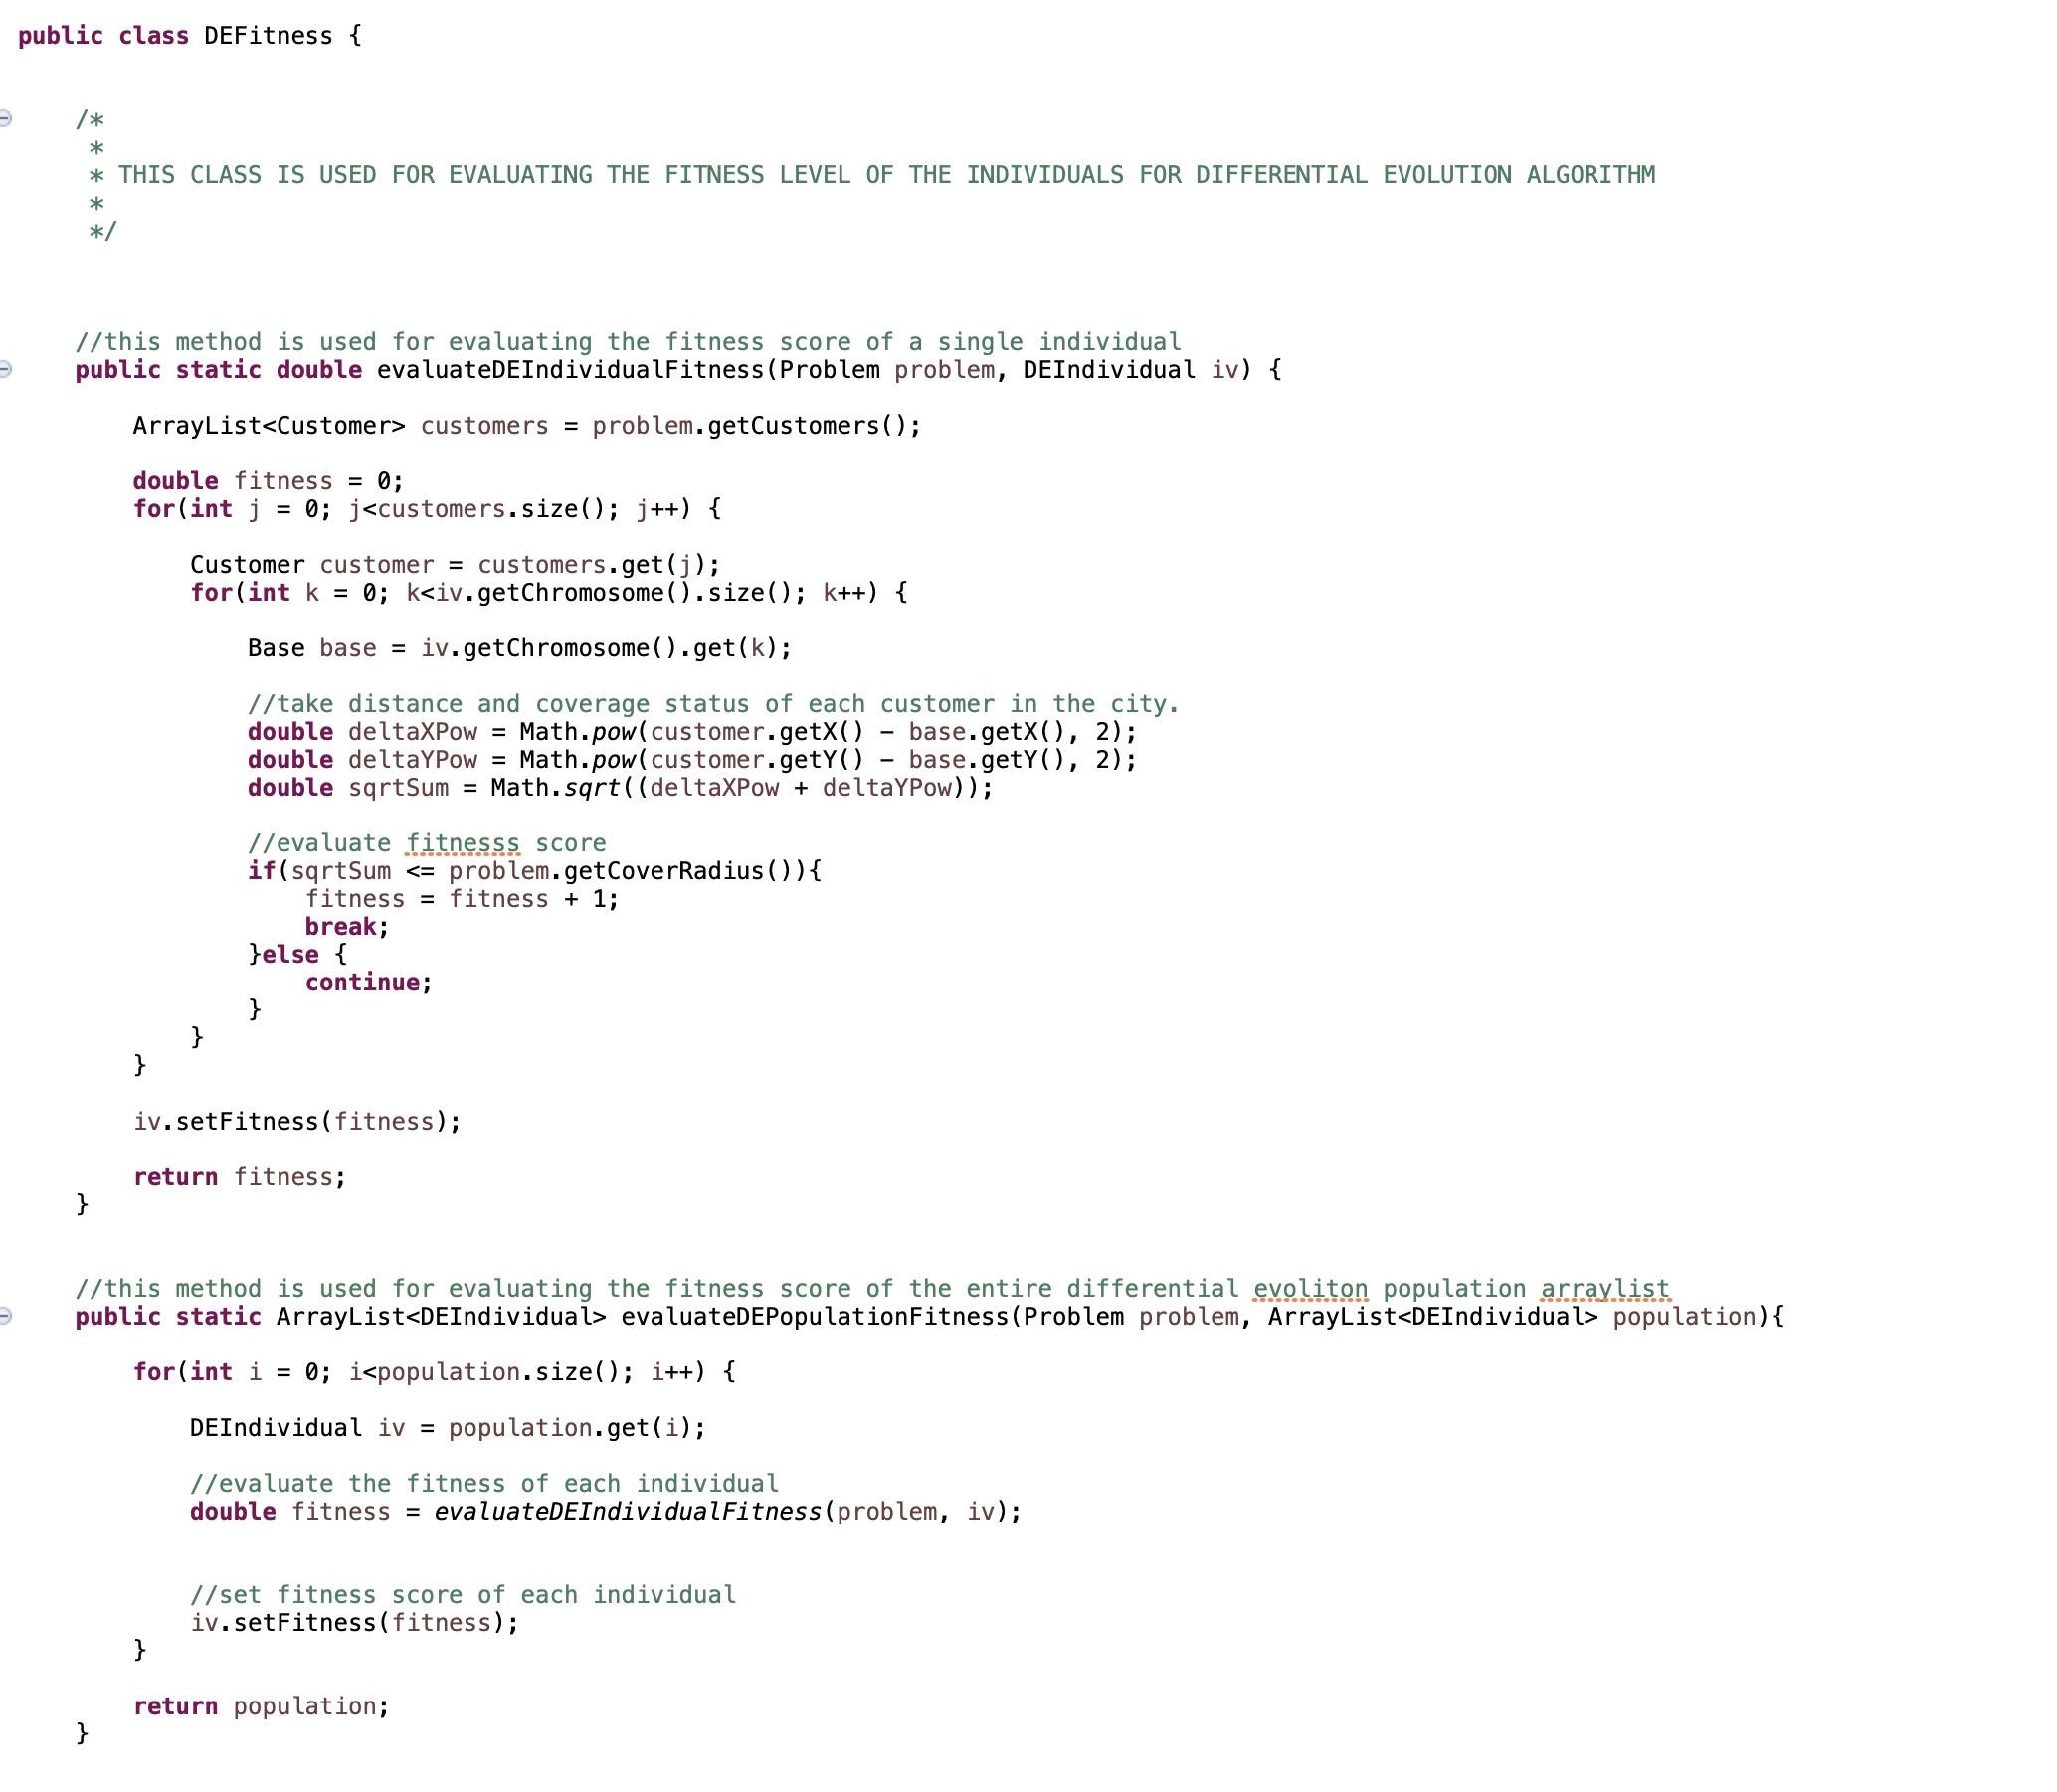 public class DEFitness {
/*
*
* THIS CLASS IS USED FOR EVALUATING THE FITNESS LEVEL OF THE INDIVIDUALS FOR DIFFERENTIAL EVOLUTION ALGORITHM
*
*/
//this method is used for evaluating the fitness score of a single individual
public static double evaluateDEIndividualFitness(Problem problem, DEIndividual iv) {
ArrayList<Customer> customers = problem.getCustomers();
double fitness = 0;
for(int j = 0; j<customers.size(); j++) {
Customer customer = customers.get(j);
for(int k = 0; k<iv.getChromosome().size(); k++) {
Base base = iv.getChromosome().get(k);
//take distance and coverage status of each customer in the city.
double deltaXPow = Math.pow(customer.getX() - base.getX(), 2);
double deltaYPow = Math.pow(customer.getY() - base.getY(), 2);
double sqrtSum = Math.sqrt((deltaXPow + deltaYPow));
//evaluate fitnesss score
if(sqrtSum <= problem.getCoverRadius()){
fitness = fitness + 1;
break;
}else {
continue;
}
}
}
iv.setFitness(fitness);
return fitness;
}
//this method is used for evaluating the fitness score of the entire differential evoliton population arraylist
public static ArrayList<DEIndividual> evaluateDEPopulationFitness(Problem problem, ArrayList<DEIndividual> population){
for(int i = 0; i<population.size(); i++) {
DEIndividual iv = population.get(i);
//evaluate the fitness of each individual
double fitness = evaluateDEIndividualFitness(problem, iv);
//set fitness score of each individual
iv.setFitness(fitness);
}
return population;
}